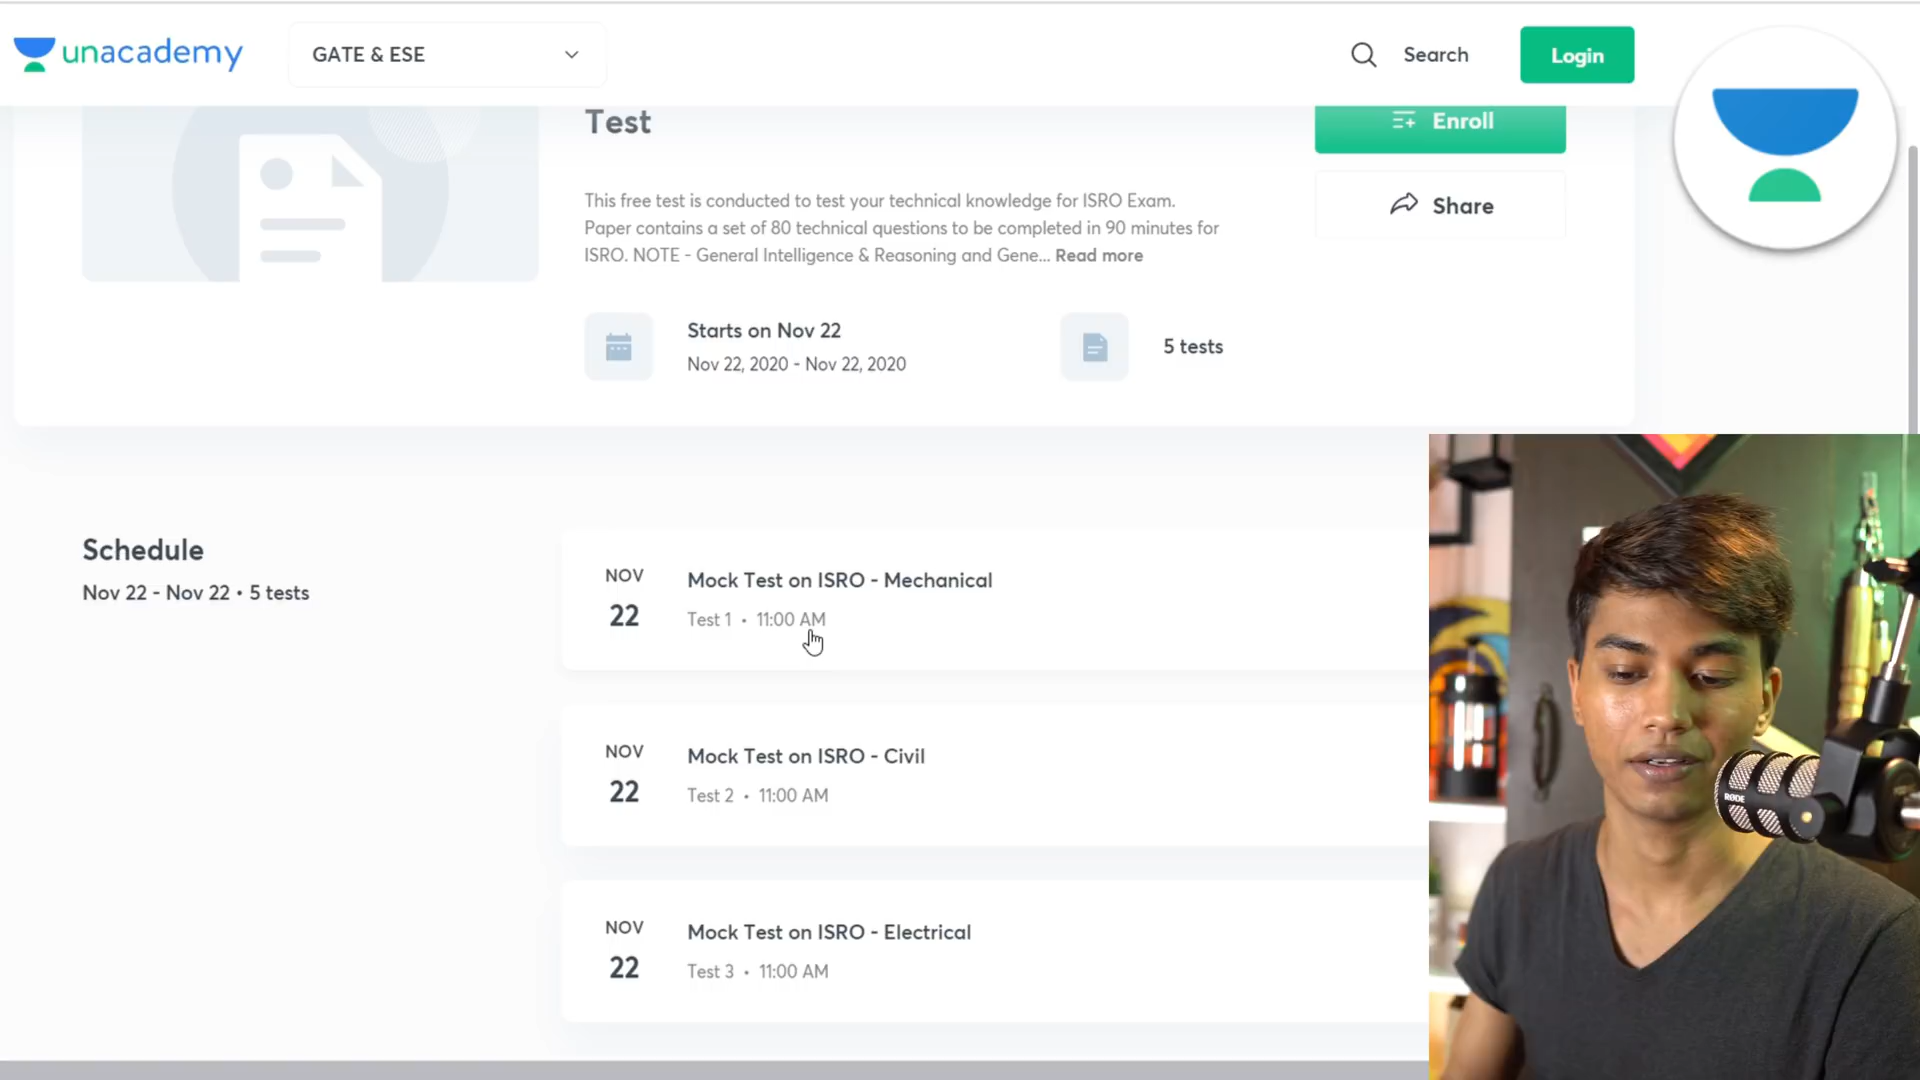 unacademy
GATE & ESE
Search
Login
Test
Enroll
This free test is conducted to test your technical knowledge for ISRO Exam.
Paper contains a set of 80 technical questions to be completed in 90 minutes for
ISRO. NOTE - General Intelligence & Reasoning and Gene... Read more
Share
Starts on Nov 22
Nov 22, 2020 - Nov 22, 2020
5 tests
Schedule
Nov 22 - Nov 22 • 5 tests
NOV
22
Mock Test on ISRO - Mechanical
Test 1 • 11:00 AM
NOV
22
Mock Test on ISRO - Civil
Test 2 • 11:00 AM
NOV
22
Mock Test on ISRO - Electrical
Test 3 • 11:00 AM
RØDE